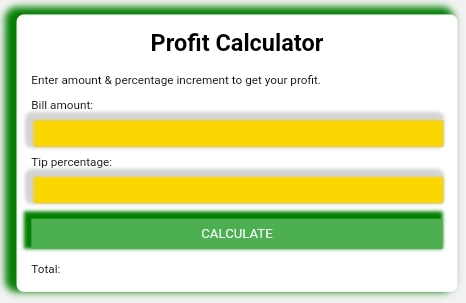 Profit Calculator
Enter amount & percentage increment to get your profit.
Bill amount:
Tip percentage:
CALCULATE
Total: